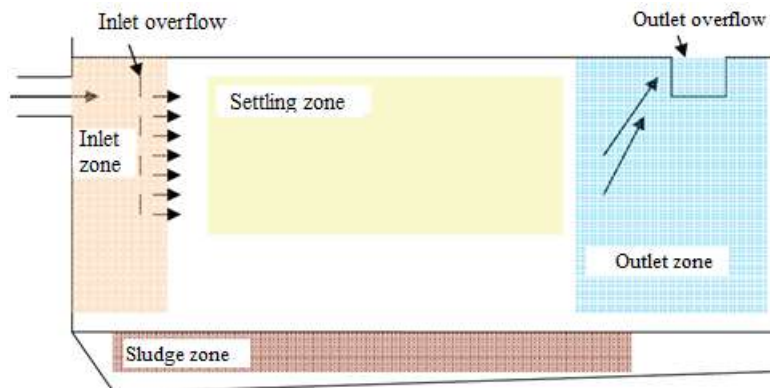 Inlet overflow
Outlet overflow
Settling zone
Inlet
zone
Outlet zone
Sludge zone